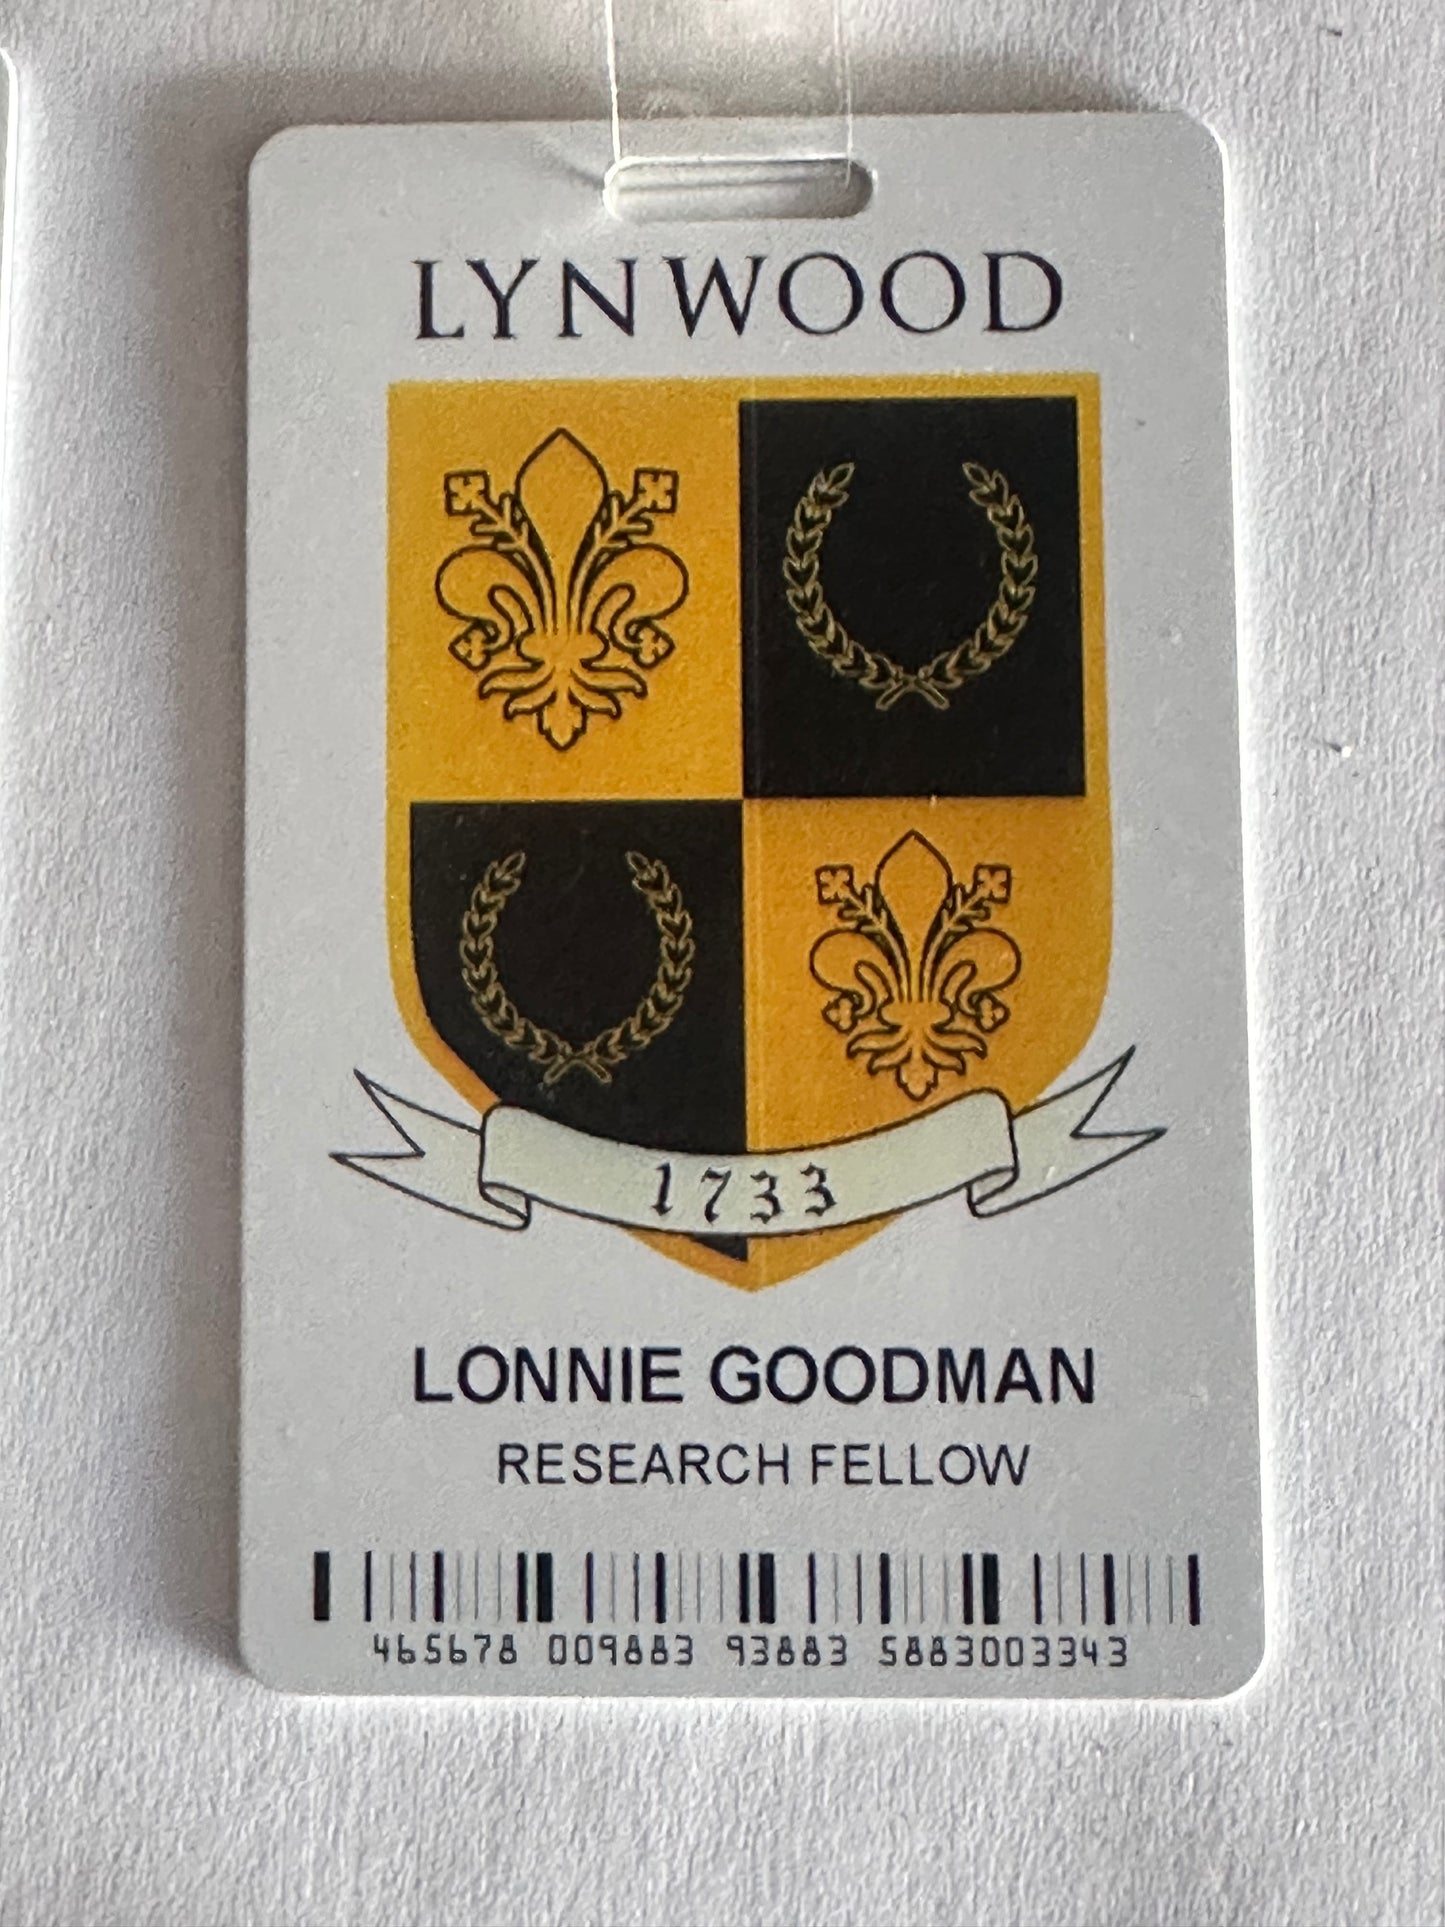 LYNWOOD
1733
LONNIE GOODMAN
RESEARCH FELLOW
465678 009883 93883 5883003343